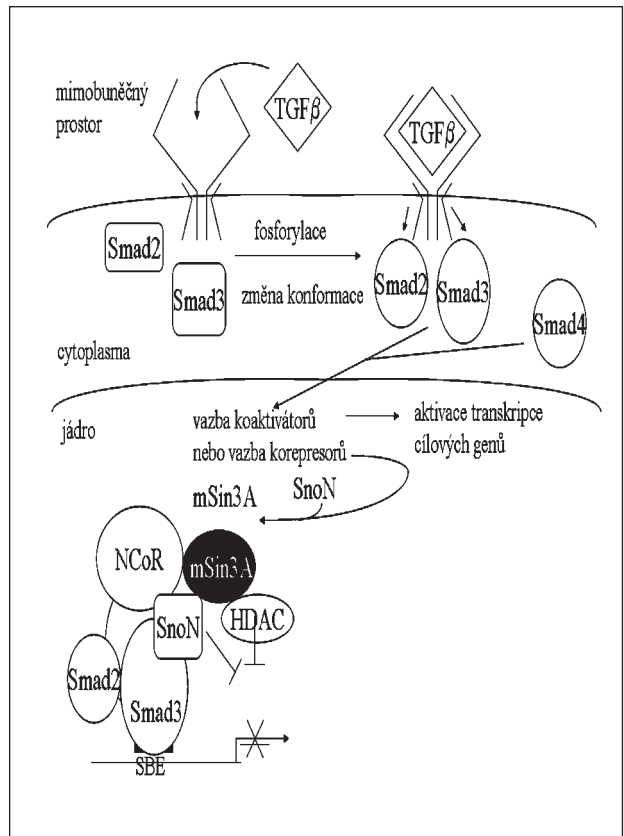 mimobuněčný
prostor
TGFβ
TGFβ
Smad2
Smad3
fosforylace
změna konformace
Smad2
Smad3
Smad4
cytoplasma
jádro
vazba koaktivátorů
nebo vazba korepresorů
aktivace transkripce
cílových genů
mSin3A
SnoN
NCoR
mSin3A
SnoN
HDAC
Smad2
Smad3
SBE